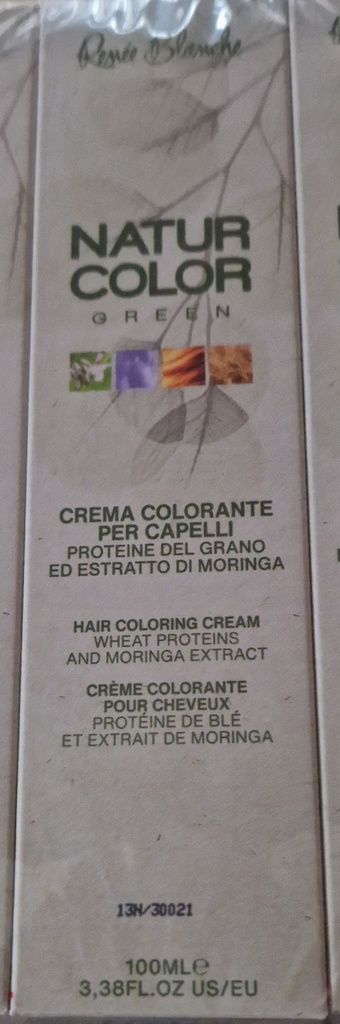 Renée Blanche
NATUR
COLOR
GREEN
CREMA COLORANTE
PER CAPELLI
PROTEINE DEL GRANO
ED ESTRATTO DI MORINGA
HAIR COLORING CREAM
WHEAT PROTEINS
AND MORINGA EXTRACT
CRÈME COLORANTE
POUR CHEVEUX
PROTÉINE DE BLÉ
ET EXTRAIT DE MORINGA
13N/30021
100ML℮
3,38FL.OZ US/EU